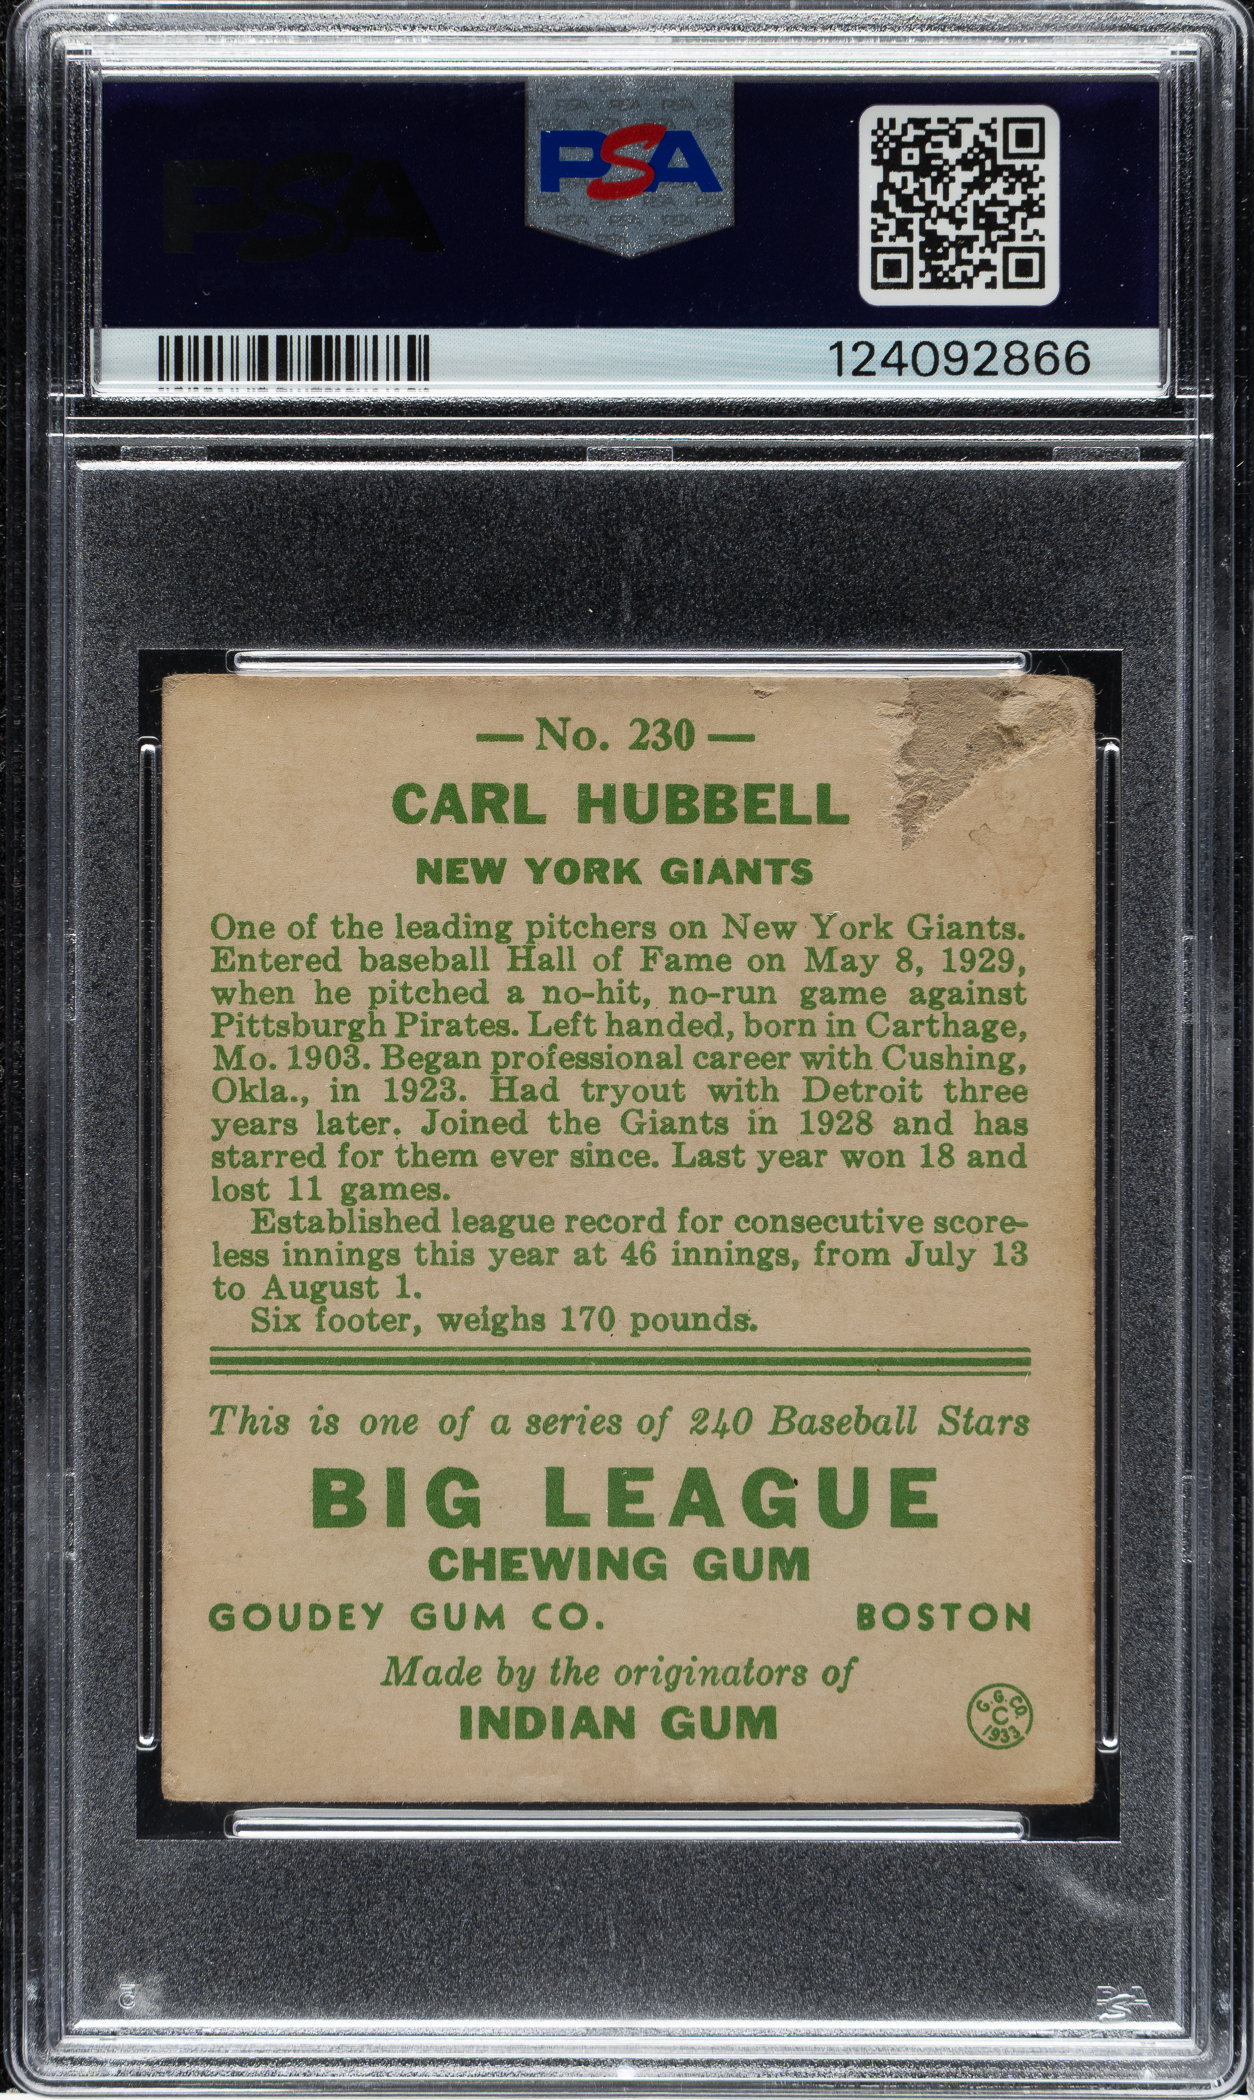 PSA
PSA
124092866
— No. 230 —
CARL HUBBELL
NEW YORK GIANTS
One of the leading pitchers on New York Giants.
Entered baseball Hall of Fame on May 8, 1929,
when he pitched a no-hit, no-run game against
Pittsburgh Pirates. Left handed, born in Carthage,
Mo. 1903. Began professional career with Cushing,
Okla., in 1923. Had tryout with Detroit three
years later. Joined the Giants in 1928 and has
starred for them ever since. Last year won 18 and
lost 11 games.
Established league record for consecutive score-
less innings this year at 46 innings, from July 13
to August 1.
Six footer, weighs 170 pounds.
This is one of a series of 240 Baseball Stars
BIG LEAGUE
CHEWING GUM
GOUDEY GUM CO. BOSTON
Made by the originators of
INDIAN GUM
G. G. CO.
C
1933
PSA